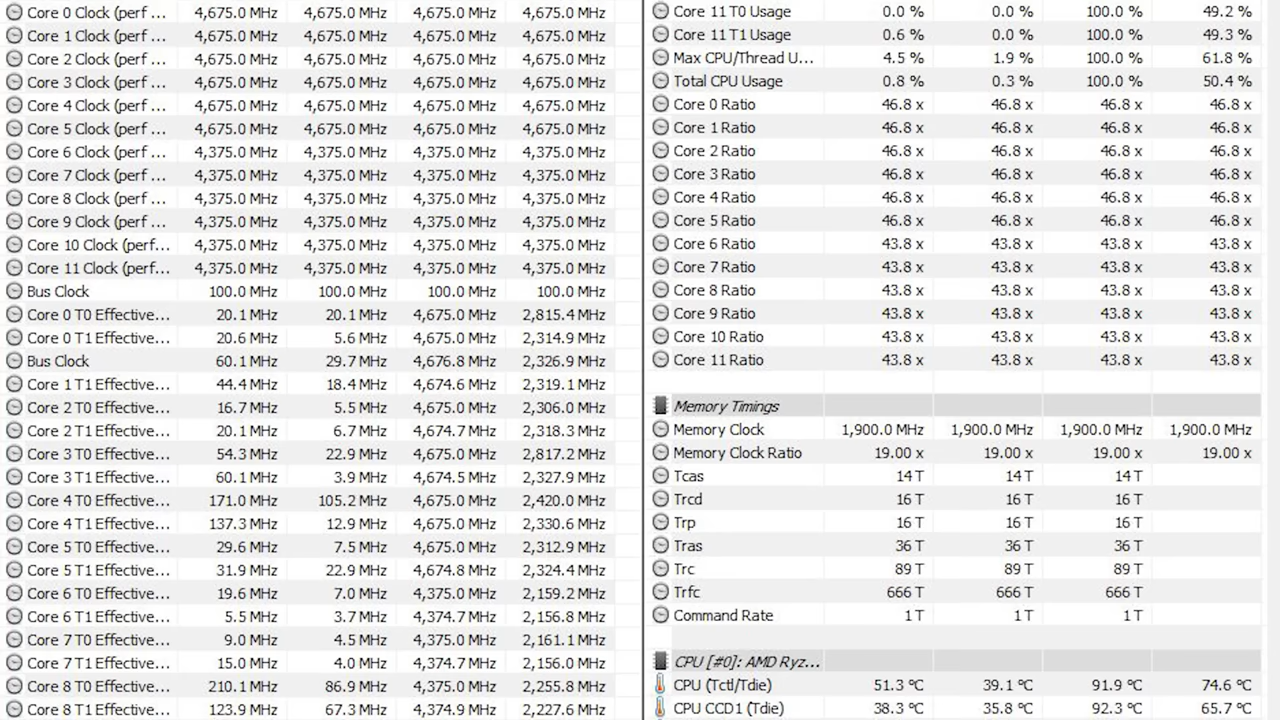 Core 0 Clock (perf ... 4,675.0 MHz 4,675.0 MHz 4,675.0 MHz 4,675.0 MHz
Core 1 Clock (perf ... 4,675.0 MHz 4,675.0 MHz 4,675.0 MHz 4,675.0 MHz
Core 2 Clock (perf ... 4,675.0 MHz 4,675.0 MHz 4,675.0 MHz 4,675.0 MHz
Core 3 Clock (perf ... 4,675.0 MHz 4,675.0 MHz 4,675.0 MHz 4,675.0 MHz
Core 4 Clock (perf ... 4,675.0 MHz 4,675.0 MHz 4,675.0 MHz 4,675.0 MHz
Core 5 Clock (perf ... 4,675.0 MHz 4,675.0 MHz 4,675.0 MHz 4,675.0 MHz
Core 6 Clock (perf ... 4,375.0 MHz 4,375.0 MHz 4,375.0 MHz 4,375.0 MHz
Core 7 Clock (perf ... 4,375.0 MHz 4,375.0 MHz 4,375.0 MHz 4,375.0 MHz
Core 8 Clock (perf ... 4,375.0 MHz 4,375.0 MHz 4,375.0 MHz 4,375.0 MHz
Core 9 Clock (perf ... 4,375.0 MHz 4,375.0 MHz 4,375.0 MHz 4,375.0 MHz
Core 10 Clock (perf... 4,375.0 MHz 4,375.0 MHz 4,375.0 MHz 4,375.0 MHz
Core 11 Clock (perf... 4,375.0 MHz 4,375.0 MHz 4,375.0 MHz 4,375.0 MHz
Bus Clock 100.0 MHz 100.0 MHz 100.0 MHz 100.0 MHz
Core 0 T0 Effective... 20.1 MHz 20.1 MHz 4,675.0 MHz 2,815.4 MHz
Core 0 T1 Effective... 20.6 MHz 5.6 MHz 4,675.0 MHz 2,314.9 MHz
Bus Clock 60.1 MHz 29.7 MHz 4,676.8 MHz 2,326.9 MHz
Core 1 T1 Effective... 44.4 MHz 18.4 MHz 4,674.6 MHz 2,319.1 MHz
Core 2 T0 Effective... 16.7 MHz 5.5 MHz 4,675.0 MHz 2,306.0 MHz
Core 2 T1 Effective... 20.1 MHz 6.7 MHz 4,674.7 MHz 2,318.3 MHz
Core 3 T0 Effective... 54.3 MHz 22.9 MHz 4,675.0 MHz 2,817.2 MHz
Core 3 T1 Effective... 60.1 MHz 3.9 MHz 4,674.5 MHz 2,327.9 MHz
Core 4 T0 Effective... 171.0 MHz 105.2 MHz 4,675.0 MHz 2,420.0 MHz
Core 4 T1 Effective... 137.3 MHz 12.9 MHz 4,675.0 MHz 2,330.6 MHz
Core 5 T0 Effective... 29.6 MHz 7.5 MHz 4,675.0 MHz 2,312.9 MHz
Core 5 T1 Effective... 31.9 MHz 22.9 MHz 4,674.8 MHz 2,324.4 MHz
Core 6 T0 Effective... 19.6 MHz 7.0 MHz 4,375.0 MHz 2,159.2 MHz
Core 6 T1 Effective... 5.5 MHz 3.7 MHz 4,374.7 MHz 2,156.8 MHz
Core 7 T0 Effective... 9.0 MHz 4.5 MHz 4,375.0 MHz 2,161.1 MHz
Core 7 T1 Effective... 15.0 MHz 4.0 MHz 4,374.7 MHz 2,156.0 MHz
Core 8 T0 Effective... 210.1 MHz 86.9 MHz 4,375.0 MHz 2,255.8 MHz
Core 8 T1 Effective... 123.9 MHz 67.3 MHz 4,374.9 MHz 2,227.6 MHz
Core 11 T0 Usage 0.0 % 0.0 % 100.0 % 49.2 %
Core 11 T1 Usage 0.6 % 0.0 % 100.0 % 49.3 %
Max CPU/Thread U... 4.5 % 1.9 % 100.0 % 61.8 %
Total CPU Usage 0.8 % 0.3 % 100.0 % 50.4 %
Core 0 Ratio 46.8 x 46.8 x 46.8 x 46.8 x
Core 1 Ratio 46.8 x 46.8 x 46.8 x 46.8 x
Core 2 Ratio 46.8 x 46.8 x 46.8 x 46.8 x
Core 3 Ratio 46.8 x 46.8 x 46.8 x 46.8 x
Core 4 Ratio 46.8 x 46.8 x 46.8 x 46.8 x
Core 5 Ratio 46.8 x 46.8 x 46.8 x 46.8 x
Core 6 Ratio 43.8 x 43.8 x 43.8 x 43.8 x
Core 7 Ratio 43.8 x 43.8 x 43.8 x 43.8 x
Core 8 Ratio 43.8 x 43.8 x 43.8 x 43.8 x
Core 9 Ratio 43.8 x 43.8 x 43.8 x 43.8 x
Core 10 Ratio 43.8 x 43.8 x 43.8 x 43.8 x
Core 11 Ratio 43.8 x 43.8 x 43.8 x 43.8 x
Memory Timings
Memory Clock 1,900.0 MHz 1,900.0 MHz 1,900.0 MHz 1,900.0 MHz
Memory Clock Ratio 19.00 x 19.00 x 19.00 x 19.00 x
Tcas 14 T 14 T 14 T
Trcd 16 T 16 T 16 T
Trp 16 T 16 T 16 T
Tras 36 T 36 T 36 T
Trc 89 T 89 T 89 T
Trfc 666 T 666 T 666 T
Command Rate 1 T 1 T 1 T
CPU [#0]: AMD Ryz...
CPU (Tctl/Tdie) 51.3 °C 39.1 °C 91.9 °C 74.6 °C
CPU CCD1 (Tdie) 38.3 °C 35.8 °C 92.3 °C 65.7 °C